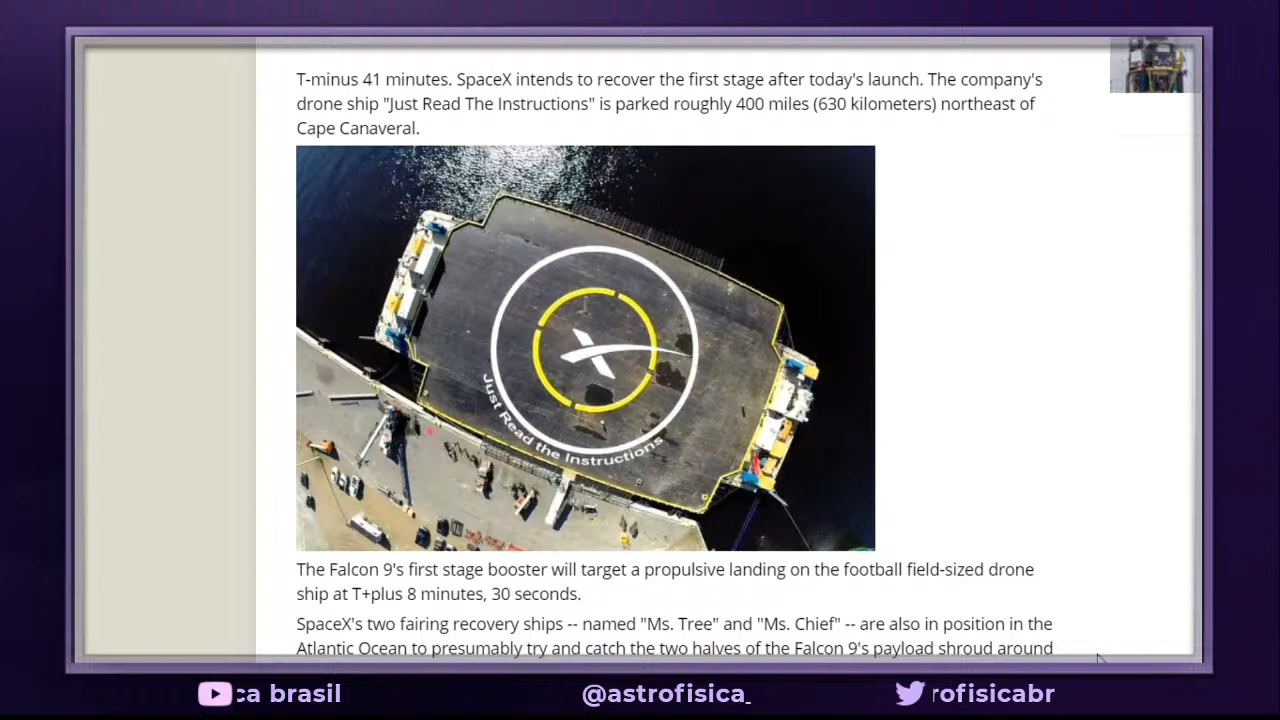 T-minus 41 minutes. SpaceX intends to recover the first stage after today's launch. The company's
drone ship "Just Read The Instructions" is parked roughly 400 miles (630 kilometers) northeast of
Cape Canaveral.
Just Read the Instructions
The Falcon 9's first stage booster will target a propulsive landing on the football field-sized drone
ship at T+plus 8 minutes, 30 seconds.
SpaceX's two fairing recovery ships -- named "Ms. Tree" and "Ms. Chief" -- are also in position in the
Atlantic Ocean to presumably try and catch the two halves of the Falcon 9's payload shroud around
ca brasil
@astrofisica_
rofisicabr